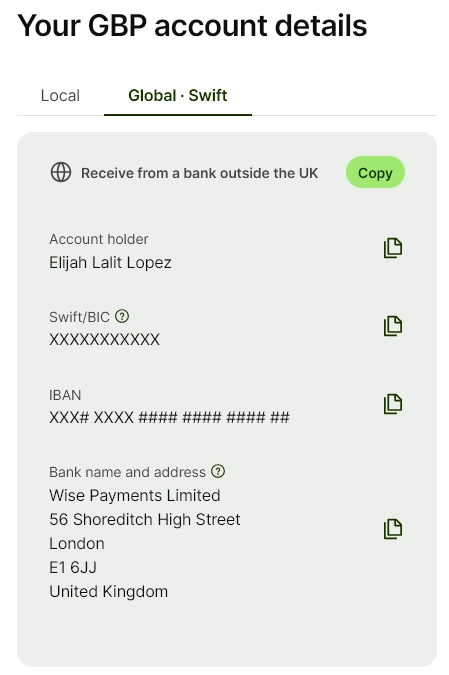 Your GBP account details
Local
Global · Swift
Receive from a bank outside the UK
Copy
Account holder
Elijah Lalit Lopez
Swift/BIC ?
XXXXXXXXXXX
IBAN
XXX# XXXX #### #### #### ##
Bank name and address ?
Wise Payments Limited
56 Shoreditch High Street
London
E1 6JJ
United Kingdom